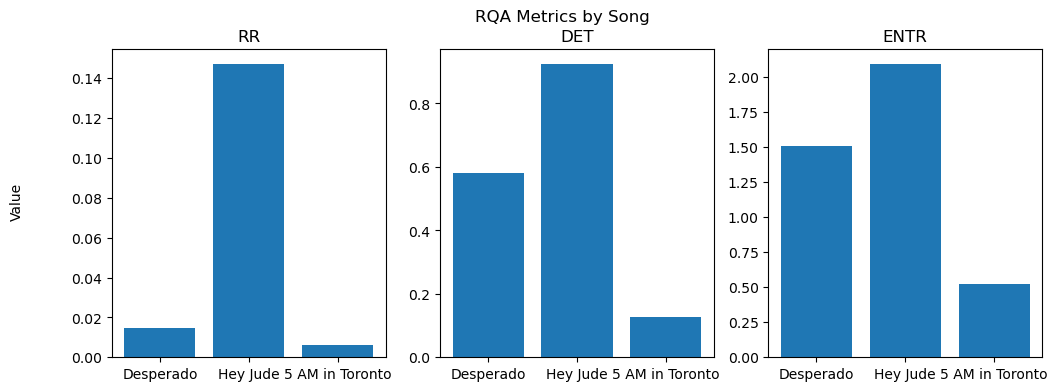 RQA Metrics by Song
RR
DET
ENTR
Value
0.14
0.12
0.10
0.08
0.06
0.04
0.02
0.00
Desperado
Hey Jude
5 AM in Toronto
0.8
0.6
0.4
0.2
0.0
Desperado
Hey Jude
5 AM in Toronto
2.00
1.75
1.50
1.25
1.00
0.75
0.50
0.25
0.00
Desperado
Hey Jude
5 AM in Toronto